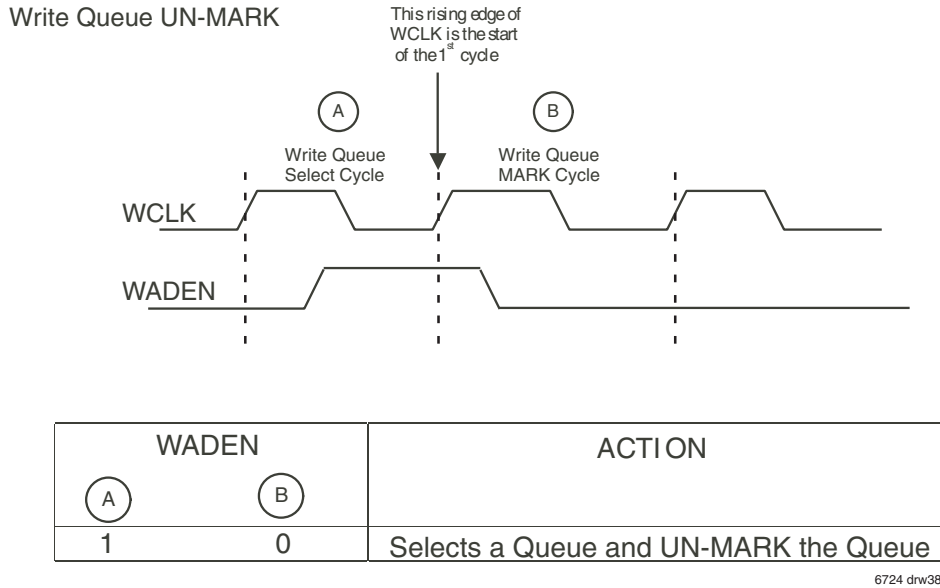 Write Queue UN-MARK
This rising edge of
WCLK is the start
of the 1st cycle
A
B
Write Queue
Select Cycle
Write Queue
MARK Cycle
WCLK
WADEN
WADEN
ACTION
A
B
1
0
Selects a Queue and UN-MARK the Queue
6724 drw38